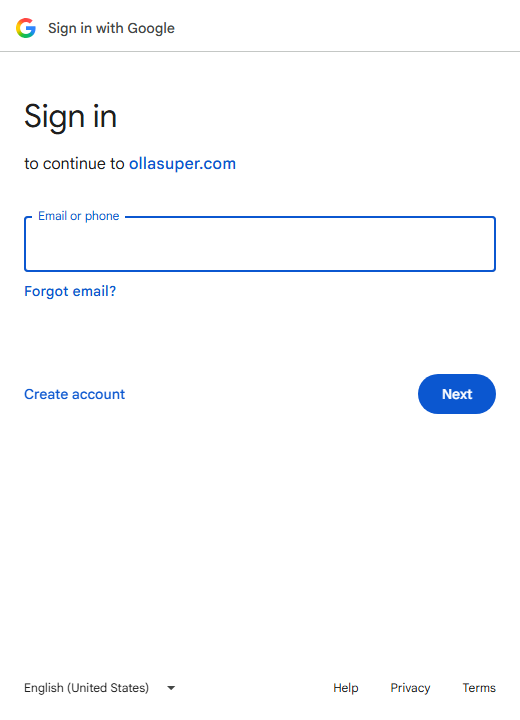 Sign in with Google
Sign in
to continue to ollasuper.com
Email or phone
Forgot email?
Create account
Next
English (United States)
Help
Privacy
Terms